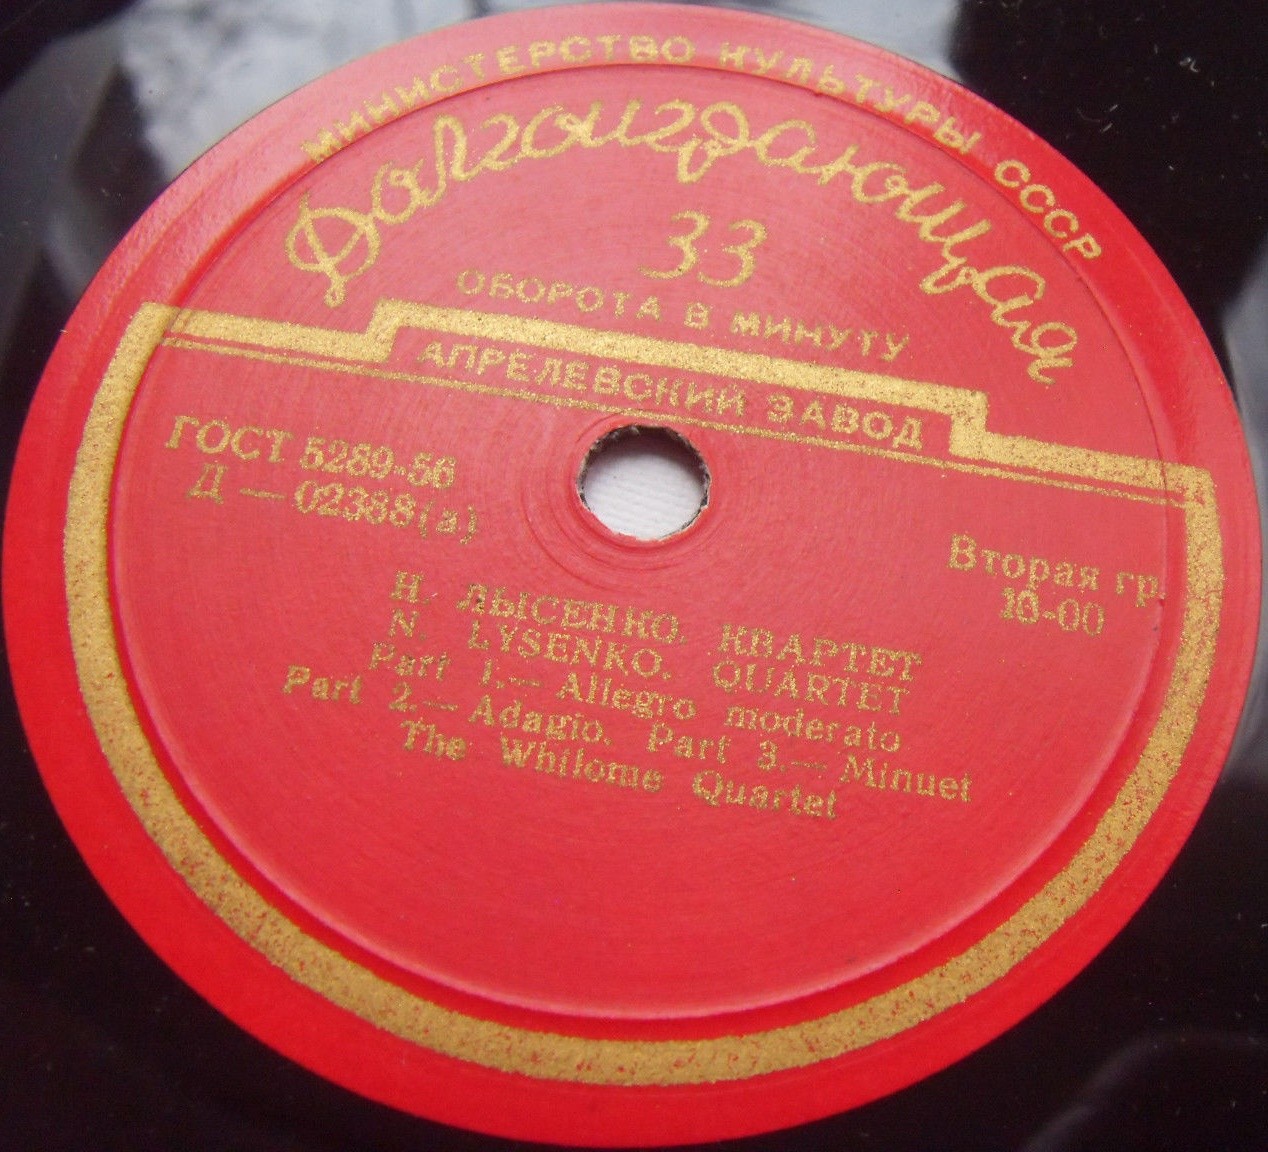 МИНИСТЕРСТВО КУЛЬТУРЫ СССР
Долгоиграющая
33
ОБОРОТА В МИНУТУ
АПРЕЛЕВСКИЙ ЗАВОД
ГОСТ 5289-56
Д — 02388(а)
Вторая гр.
10-00
Н. ЛЫСЕНКО. КВАРТЕТ
N. LYSENKO. QUARTET
Part 1.— Allegro moderato
Part 2.— Adagio. Part 3.— Minuet
The Whilome Quartet